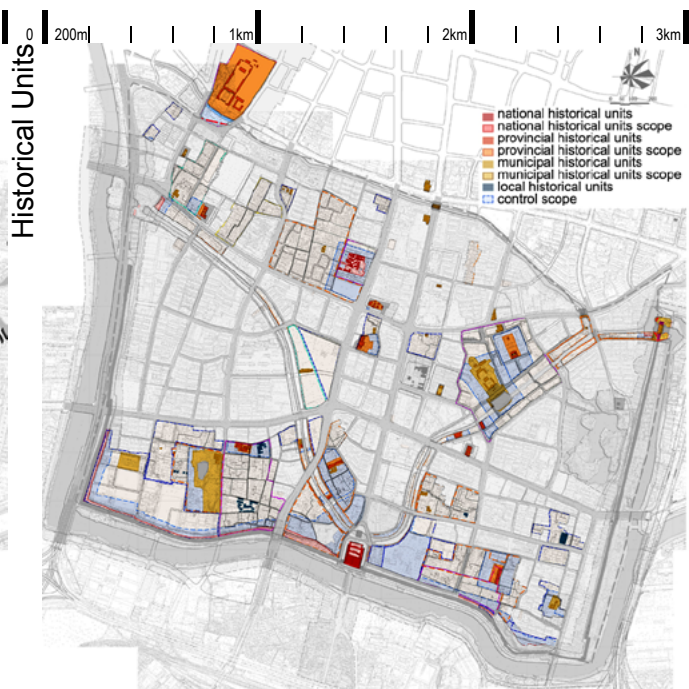 0 200m 1km 2km 3km
Historical Units
N
national historical units
national historical units scope
provincial historical units
provincial historical units scope
municipal historical units
municipal historical units scope
local historical units
control scope